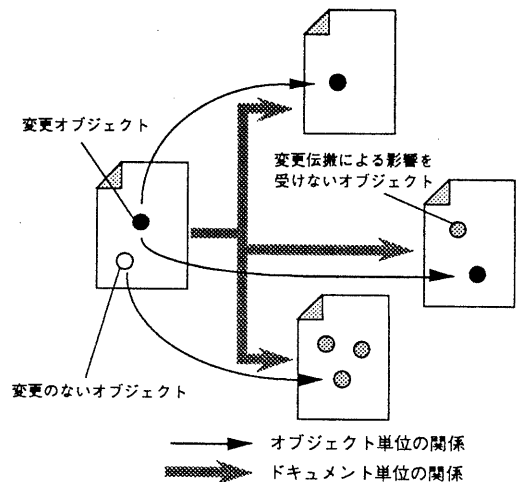 変更オブジェクト
変更伝搬による影響を
受けないオブジェクト
変更のないオブジェクト
オブジェクト単位の関係
ドキュメント単位の関係